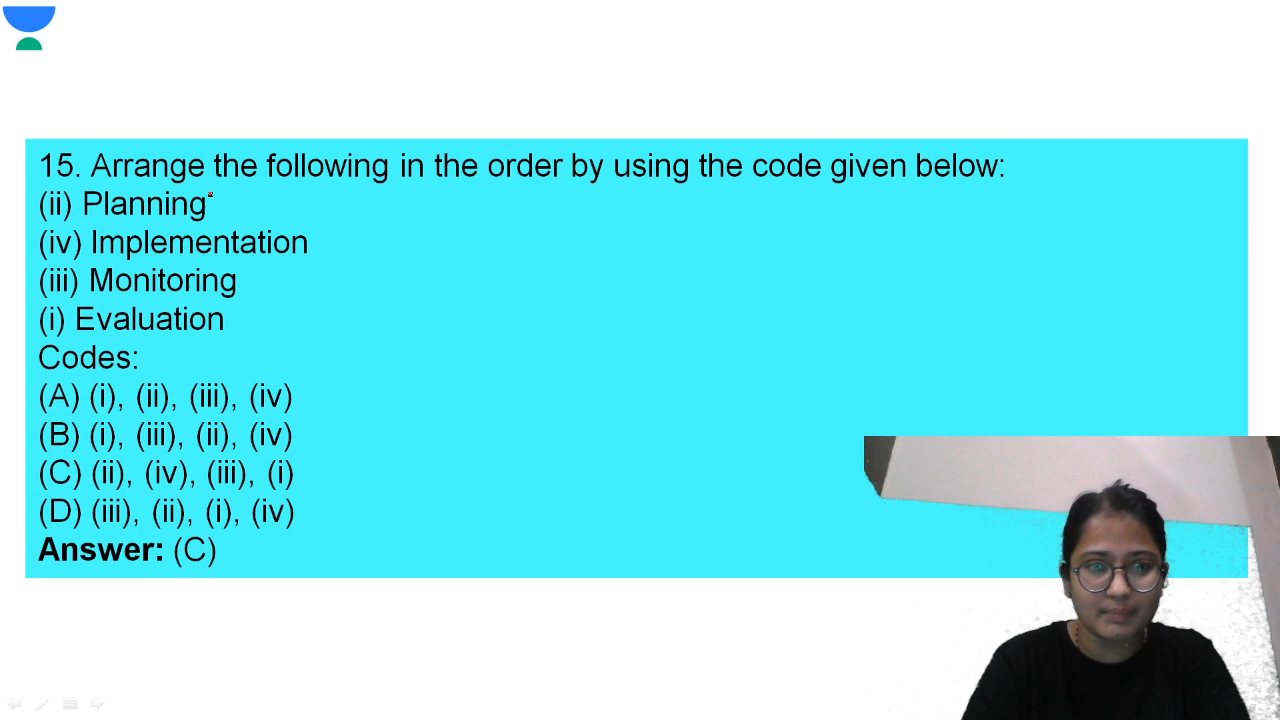 15. Arrange the following in the order by using the code given below:
(ii) Planning
(iv) Implementation
(iii) Monitoring
(i) Evaluation
Codes:
(A) (i), (ii), (iii), (iv)
(B) (i), (iii), (ii), (iv)
(C) (ii), (iv), (iii), (i)
(D) (iii), (ii), (i), (iv)
Answer: (C)